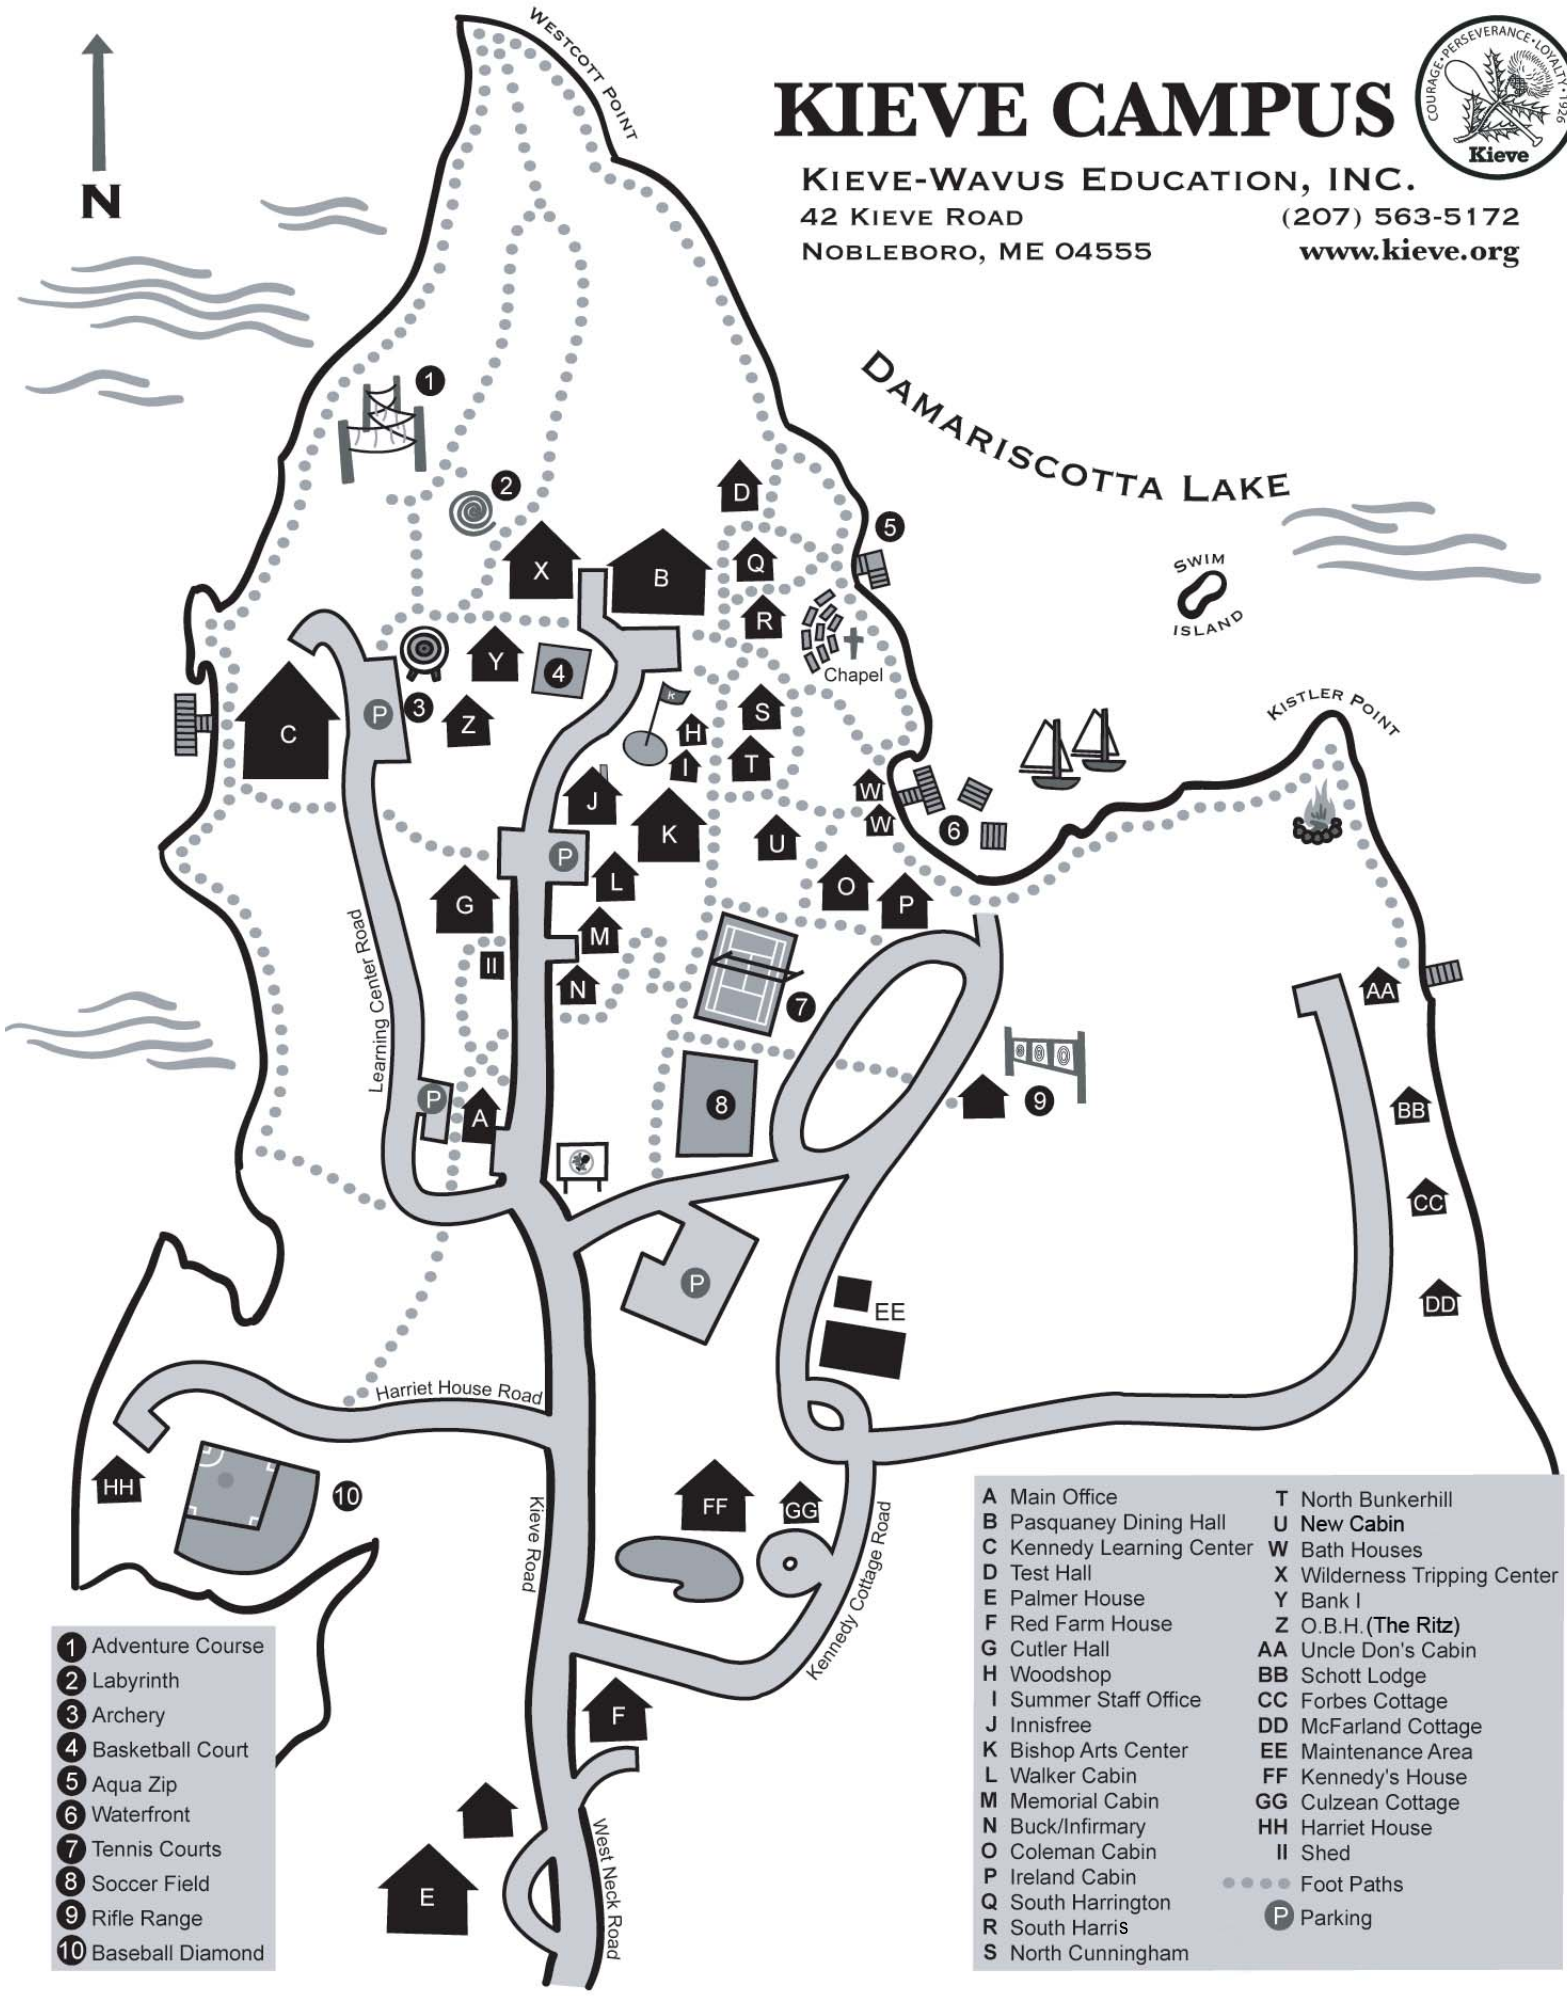 WESTCOTT POINT
KIEVE CAMPUS
COURAGE • PERSEVERANCE • LOYALTY • 1926
Kieve
KIEVE-WAVUS EDUCATION, INC.
42 KIEVE ROAD
(207) 563-5172
NOBLEBORO, ME 04555
www.kieve.org
N
DAMARISCOTTA LAKE
1
2
D
5
X
B
Q
SWIM
ISLAND
R
Y
4
Chapel
P
3
C
Z
K
S
H
I
T
KISTLER POINT
J
W
W
6
K
U
P
L
G
O
P
M
II
N
7
AA
Learning Center Road
P
A
8
9
BB
CC
P
EE
DD
Harriet House Road
HH
10
FF
GG
Kieve Road
Kennedy Cottage Road
F
E
West Neck Road
1 Adventure Course
2 Labyrinth
3 Archery
4 Basketball Court
5 Aqua Zip
6 Waterfront
7 Tennis Courts
8 Soccer Field
9 Rifle Range
10 Baseball Diamond
A Main Office
B Pasquaney Dining Hall
C Kennedy Learning Center
D Test Hall
E Palmer House
F Red Farm House
G Cutler Hall
H Woodshop
I Summer Staff Office
J Innisfree
K Bishop Arts Center
L Walker Cabin
M Memorial Cabin
N Buck/Infirmary
O Coleman Cabin
P Ireland Cabin
Q South Harrington
R South Harris
S North Cunningham
T North Bunkerhill
U New Cabin
W Bath Houses
X Wilderness Tripping Center
Y Bank I
Z O.B.H. (The Ritz)
AA Uncle Don's Cabin
BB Schott Lodge
CC Forbes Cottage
DD McFarland Cottage
EE Maintenance Area
FF Kennedy's House
GG Culzean Cottage
HH Harriet House
II Shed
Foot Paths
P Parking